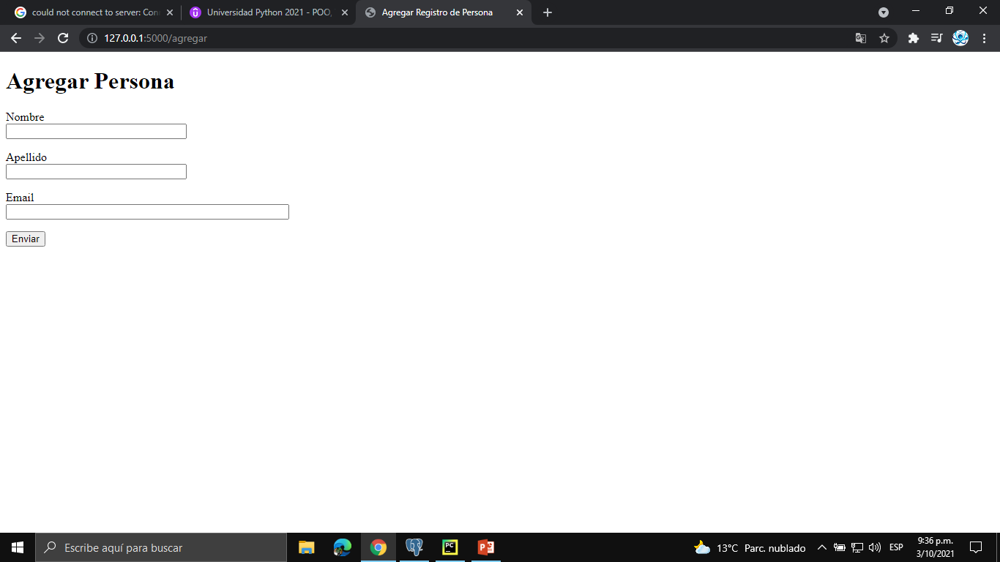 could not connect to server: Con
Universidad Python 2021 - POO,
Agregar Registro de Persona
127.0.0.1:5000/agregar
Agregar Persona
Nombre
Apellido
Email
Enviar
Escribe aquí para buscar
PC
P
13°C Parc. nublado
ESP
9:36 p.m.
3/10/2021